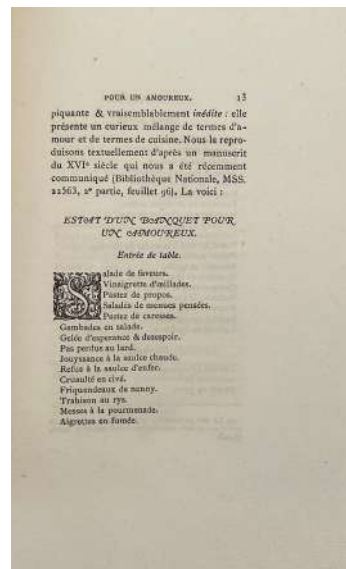 POUR UN AMOUREUX. 13
piquante & vraisemblablement inédite : elle
présente un curieux mélange de termes d'a-
mour et de termes de cuisine. Nous la repro-
duisons textuellement d'après un manuscrit
du XVIe siècle qui nous a été récemment
communiqué (Bibliothèque Nationale, MSS.
22563, 2e partie, feuillet 96). La voici :
ESTAT D'UN BANQUET POUR
UN AMOUREUX.
Entrée de table.
Salade de faveurs.
Vinaigrette d'œillades.
Pastez de propos.
Salades de menues pensées.
Pastez de caresses.
Gambades en salade.
Gelée d'esperance & desespoir.
Pas perdus au lard.
Jouyssance à la saulce chaude.
Refus à la saulce d'enfer.
Cruaulté en civé.
Friquendeaux de nanny.
Trahison au rys.
Messes à la pourmenade.
Aigrettes en fumée.